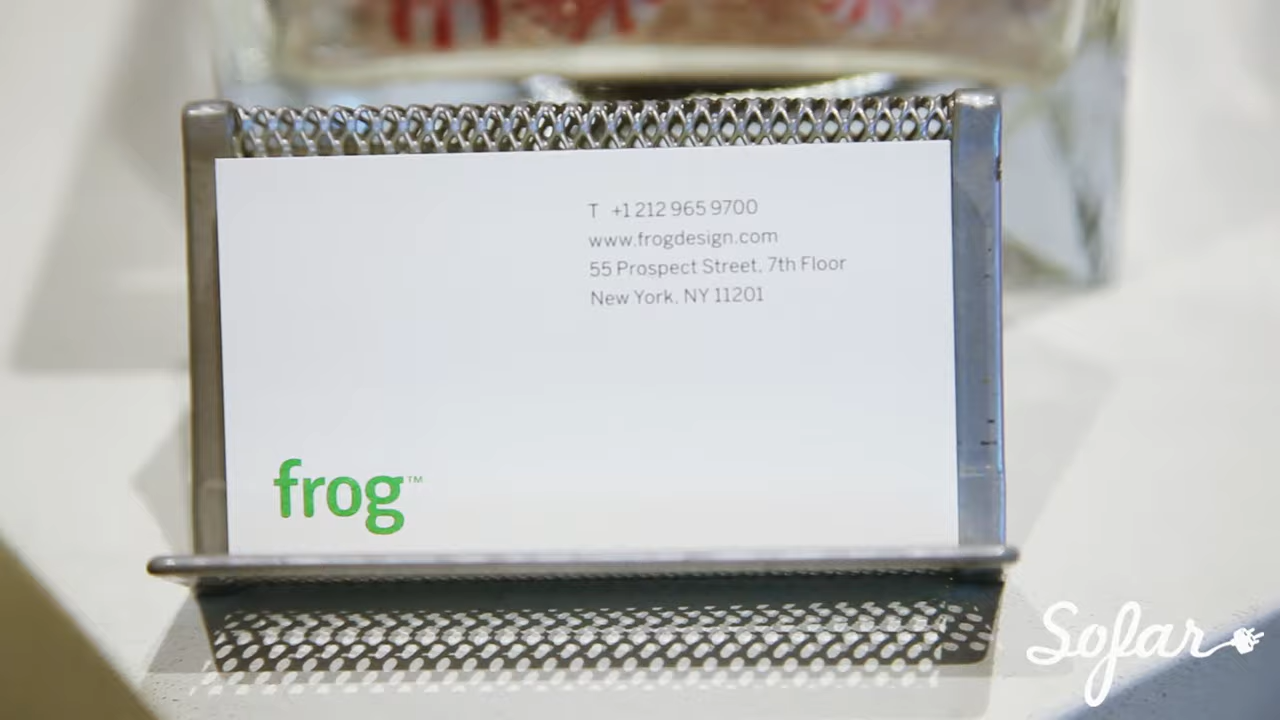 T +1 212 965 9700
www.frogdesign.com
55 Prospect Street, 7th Floor
New York, NY 11201
frog™
Sofar